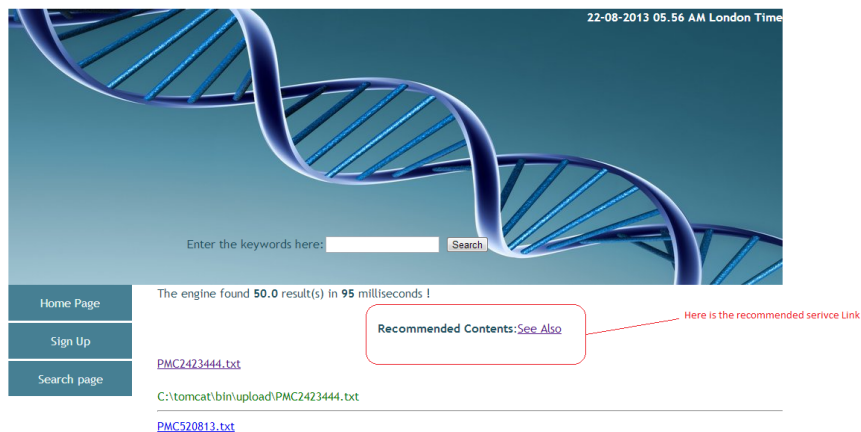 22-08-2013 05.56 AM London Time
Enter the keywords here:
Search
Home Page
Sign Up
Search page
The engine found 50.0 result(s) in 95 milliseconds !
Recommended Contents:See Also
Here is the recommended serivce Link
PMC2423444.txt
C:\tomcat\bin\upload\PMC2423444.txt
PMC520813.txt